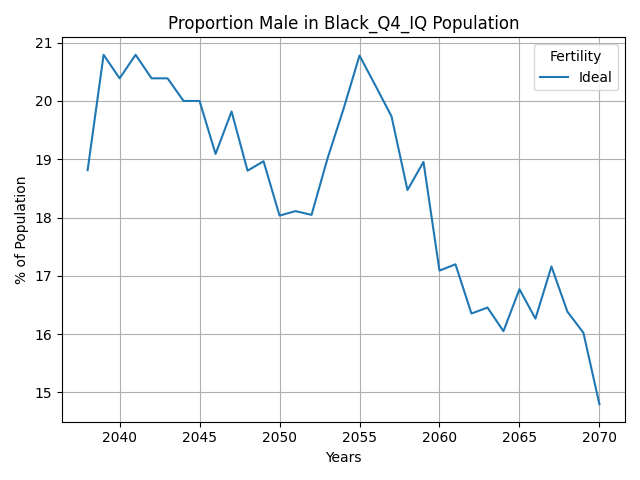 Proportion Male in Black_Q4_IQ Population
Fertility
Ideal
% of Population
21
20
19
18
17
16
15
2040 2045 2050 2055 2060 2065 2070
Years